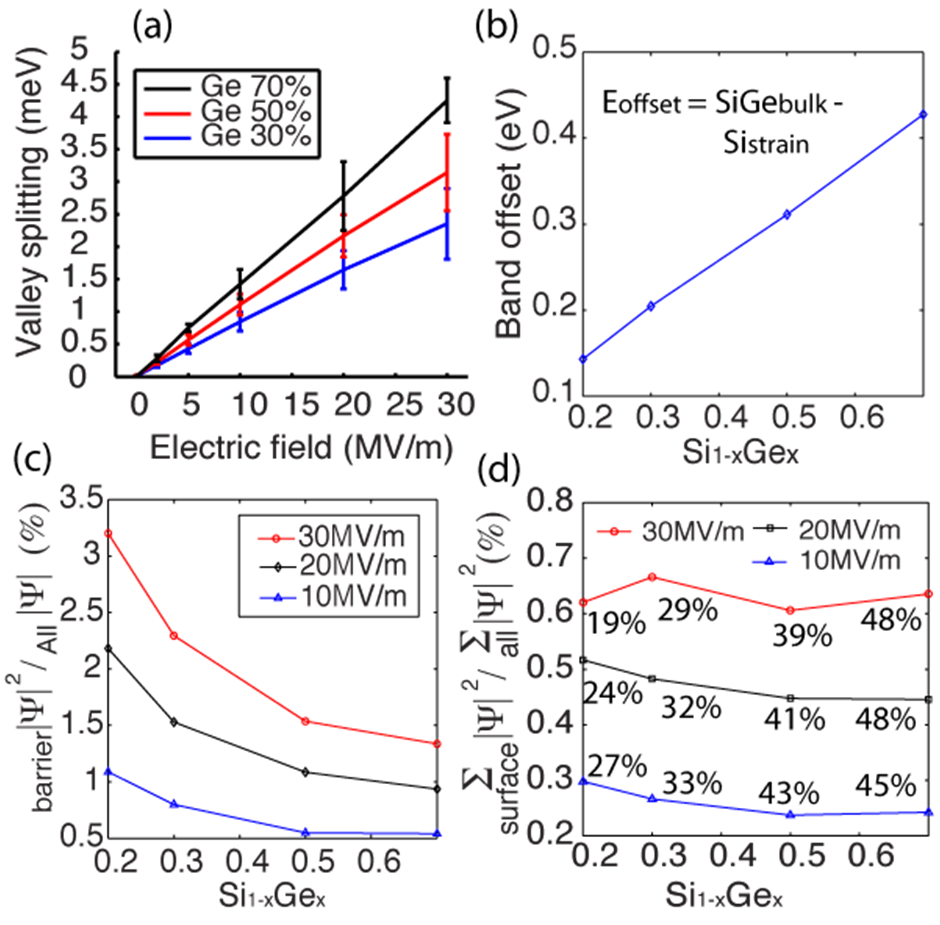 (a)
Valley splitting (meV)
5
4.5
4
3.5
3
2.5
2
1.5
1
0.5
0
Ge 70%
Ge 50%
Ge 30%
0 5 10 15 20 25 30
Electric field (MV/m)
(b)
Band offset (eV)
0.5
0.4
0.3
0.2
0.1
Eoffset = SiGebulk -
Sistrain
0.2 0.3 0.4 0.5 0.6
Si1-xGex
(c)
barrier|Ψ|²/All|Ψ| (%)
3.5
3
2.5
2
1.5
1
0.5
30MV/m
20MV/m
10MV/m
0.2 0.3 0.4 0.5 0.6
Si1-xGex
(d)
Σsurface|Ψ|²/Σall|Ψ|²(%)
0.8
0.7
0.6
0.5
0.4
0.3
0.2
30MV/m 20MV/m
10MV/m
19% 29% 39% 48%
24% 32% 41% 48%
27% 33% 43% 45%
0.2 0.3 0.4 0.5 0.6
Si1-xGex